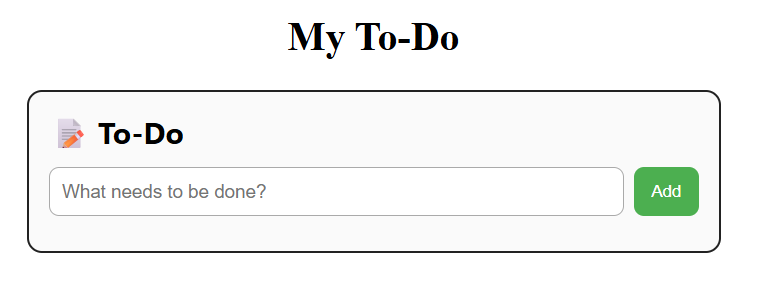 My To-Do
To-Do
What needs to be done?
Add